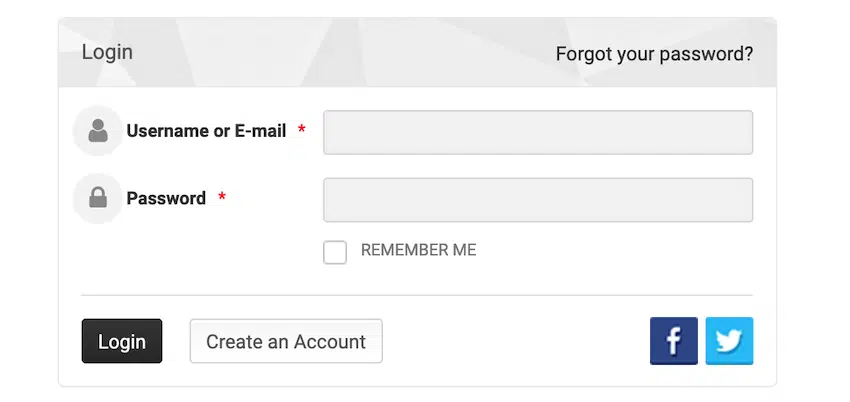 Login
Forgot your password?
Username or E-mail *
Password *
REMEMBER ME
Login
Create an Account
f